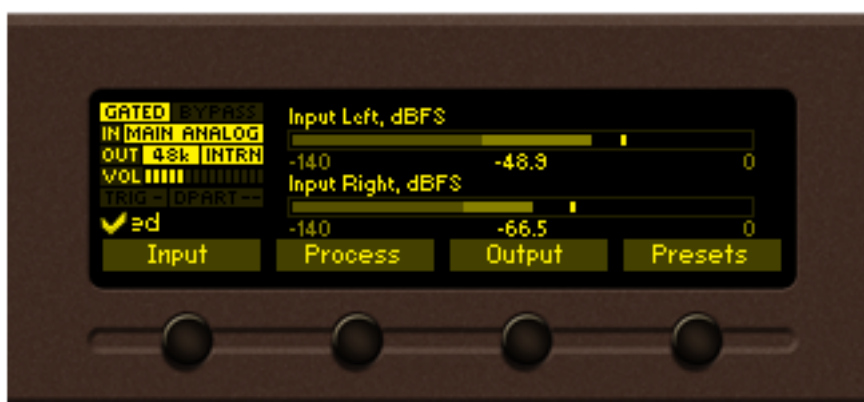 GATED BYPASS
IN MAIN ANALOG
OUT 48k INTRN
VOL
TRIG - DPART --
Input Left, dBFS
-140 -48.9 0
Input Right, dBFS
-140 -66.5 0
Input Process Output Presets